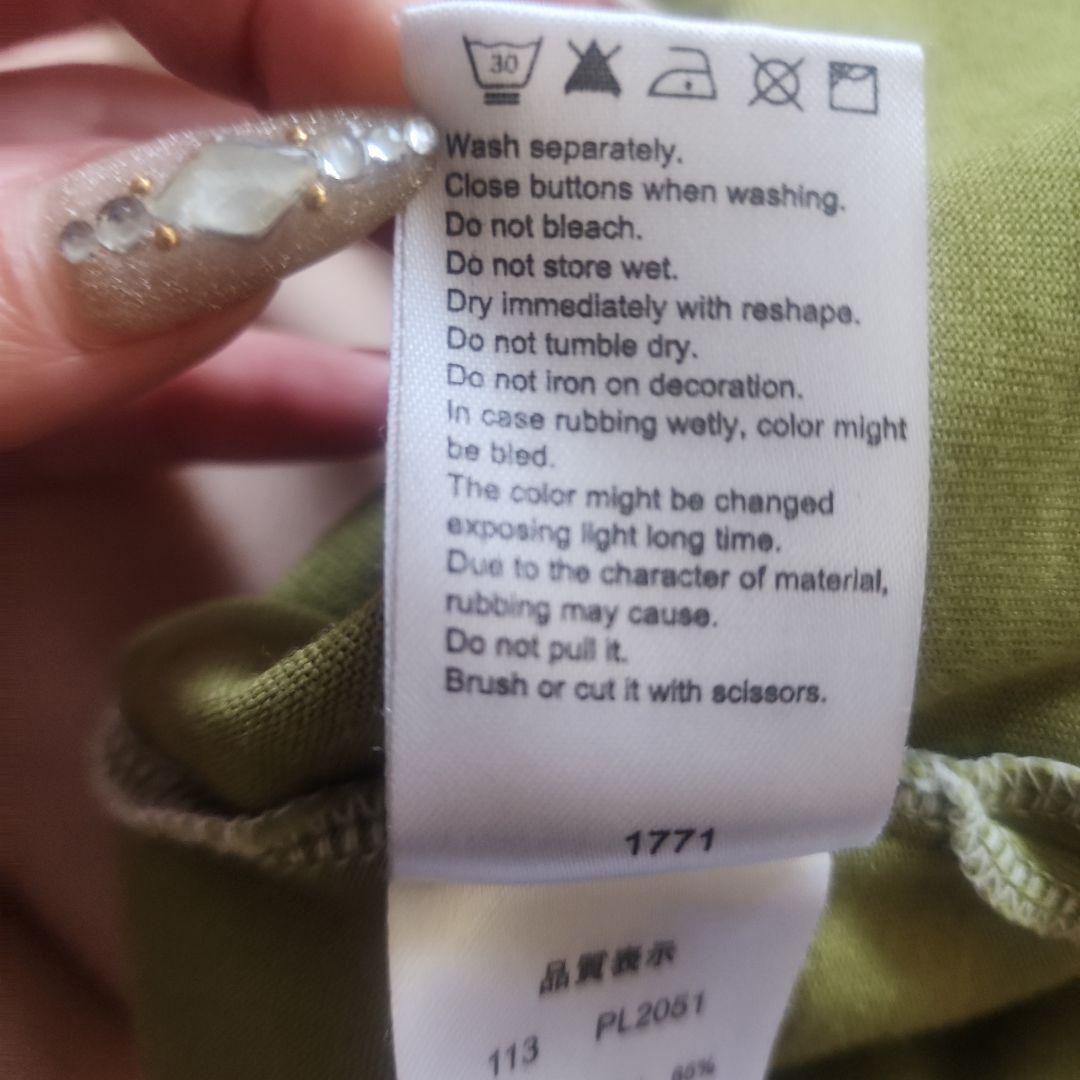 30
Wash separately.
Close buttons when washing.
Do not bleach.
Do not store wet.
Dry immediately with reshape.
Do not tumble dry.
Do not iron on decoration.
In case rubbing wetly, color might
be bled.
The color might be changed
exposing light long time.
Due to the character of material,
rubbing may cause.
Do not pull it.
Brush or cut it with scissors.
1771
品質表示
PL2051
113
65%